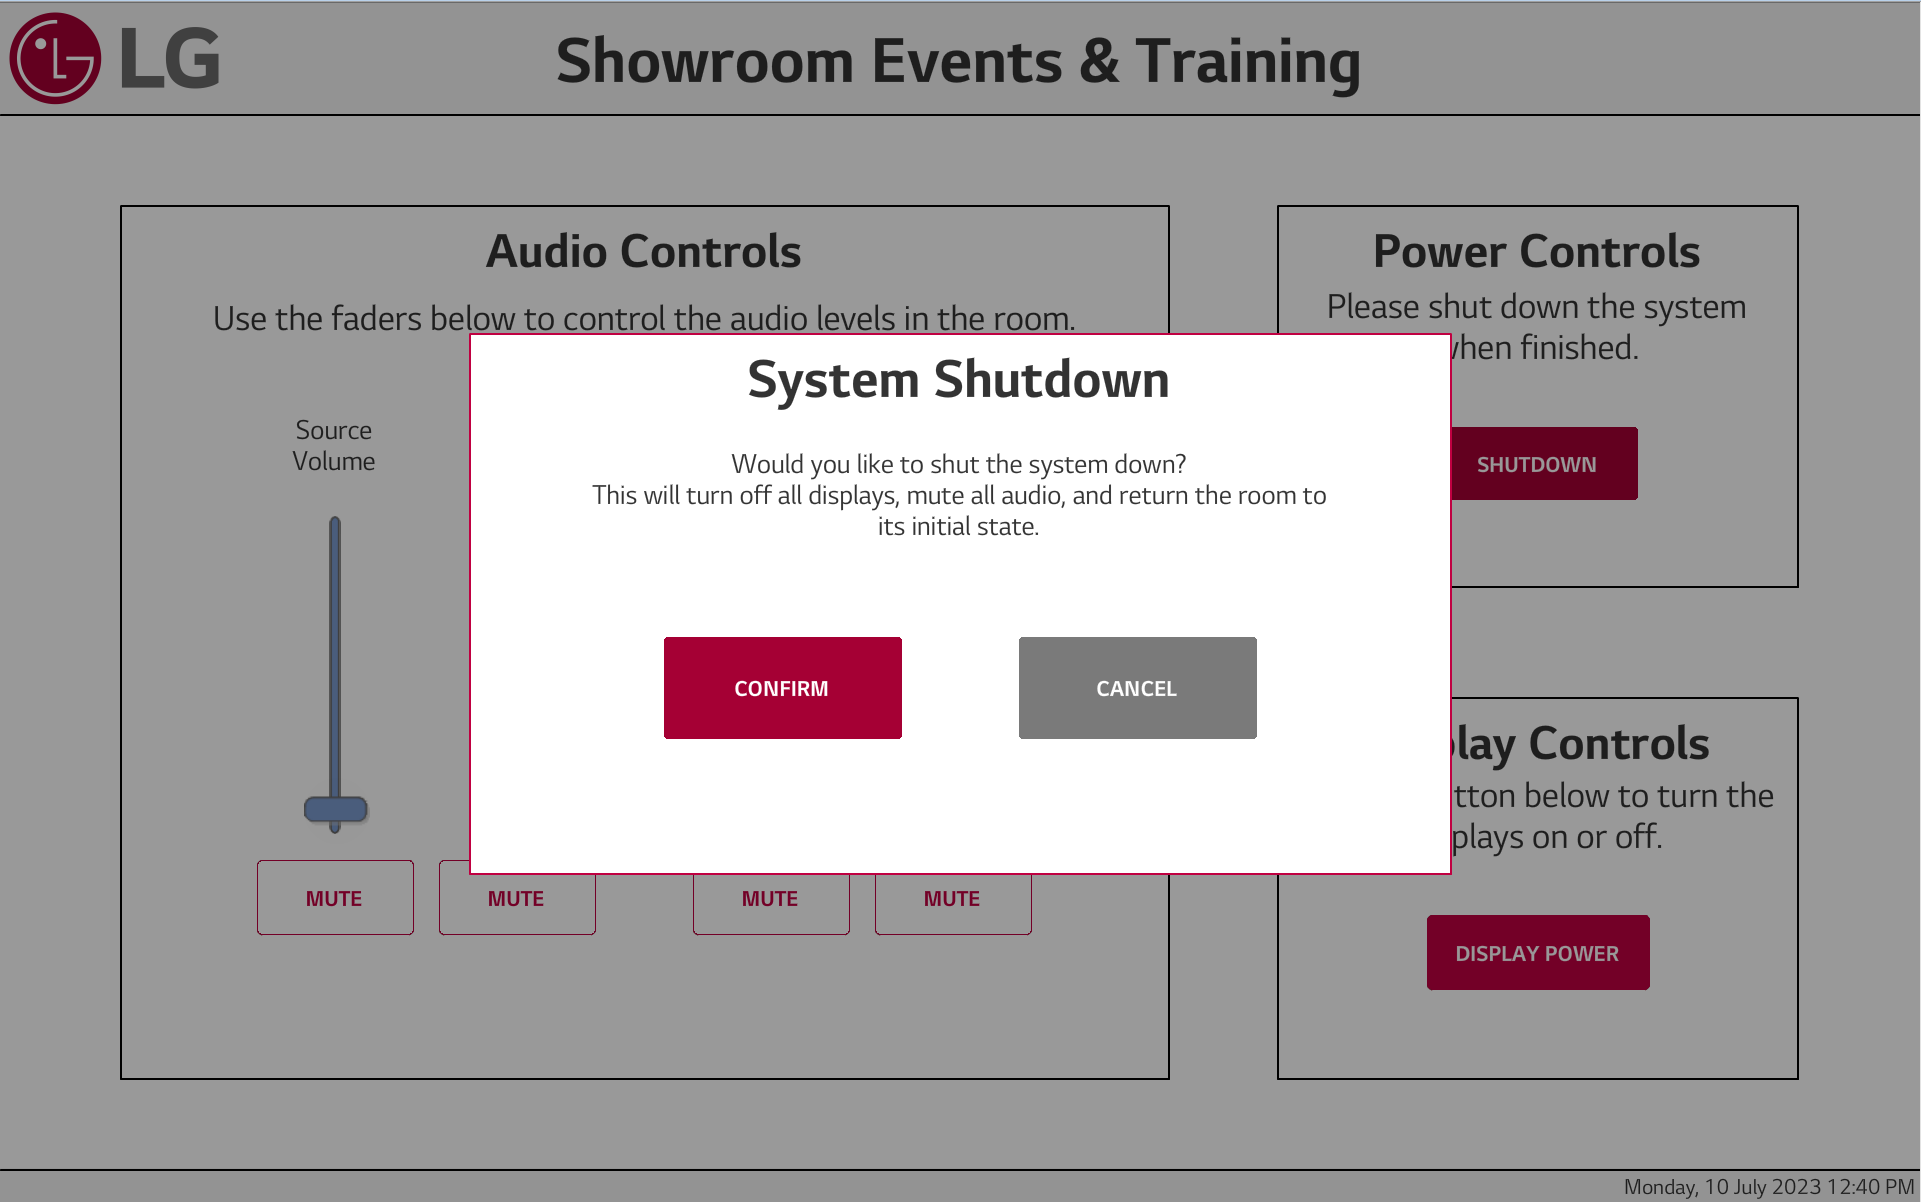 LG
Showroom Events & Training
Audio Controls
Use the faders below to control the audio levels in the room.
Source
Volume
MUTE
MUTE
MUTE
MUTE
Power Controls
Please shut down the system
when finished.
SHUTDOWN
System Shutdown
Would you like to shut the system down?
This will turn off all displays, mute all audio, and return the room to
its initial state.
CONFIRM
CANCEL
play Controls
tton below to turn the
plays on or off.
DISPLAY POWER
Monday, 10 July 2023 12:40 PM